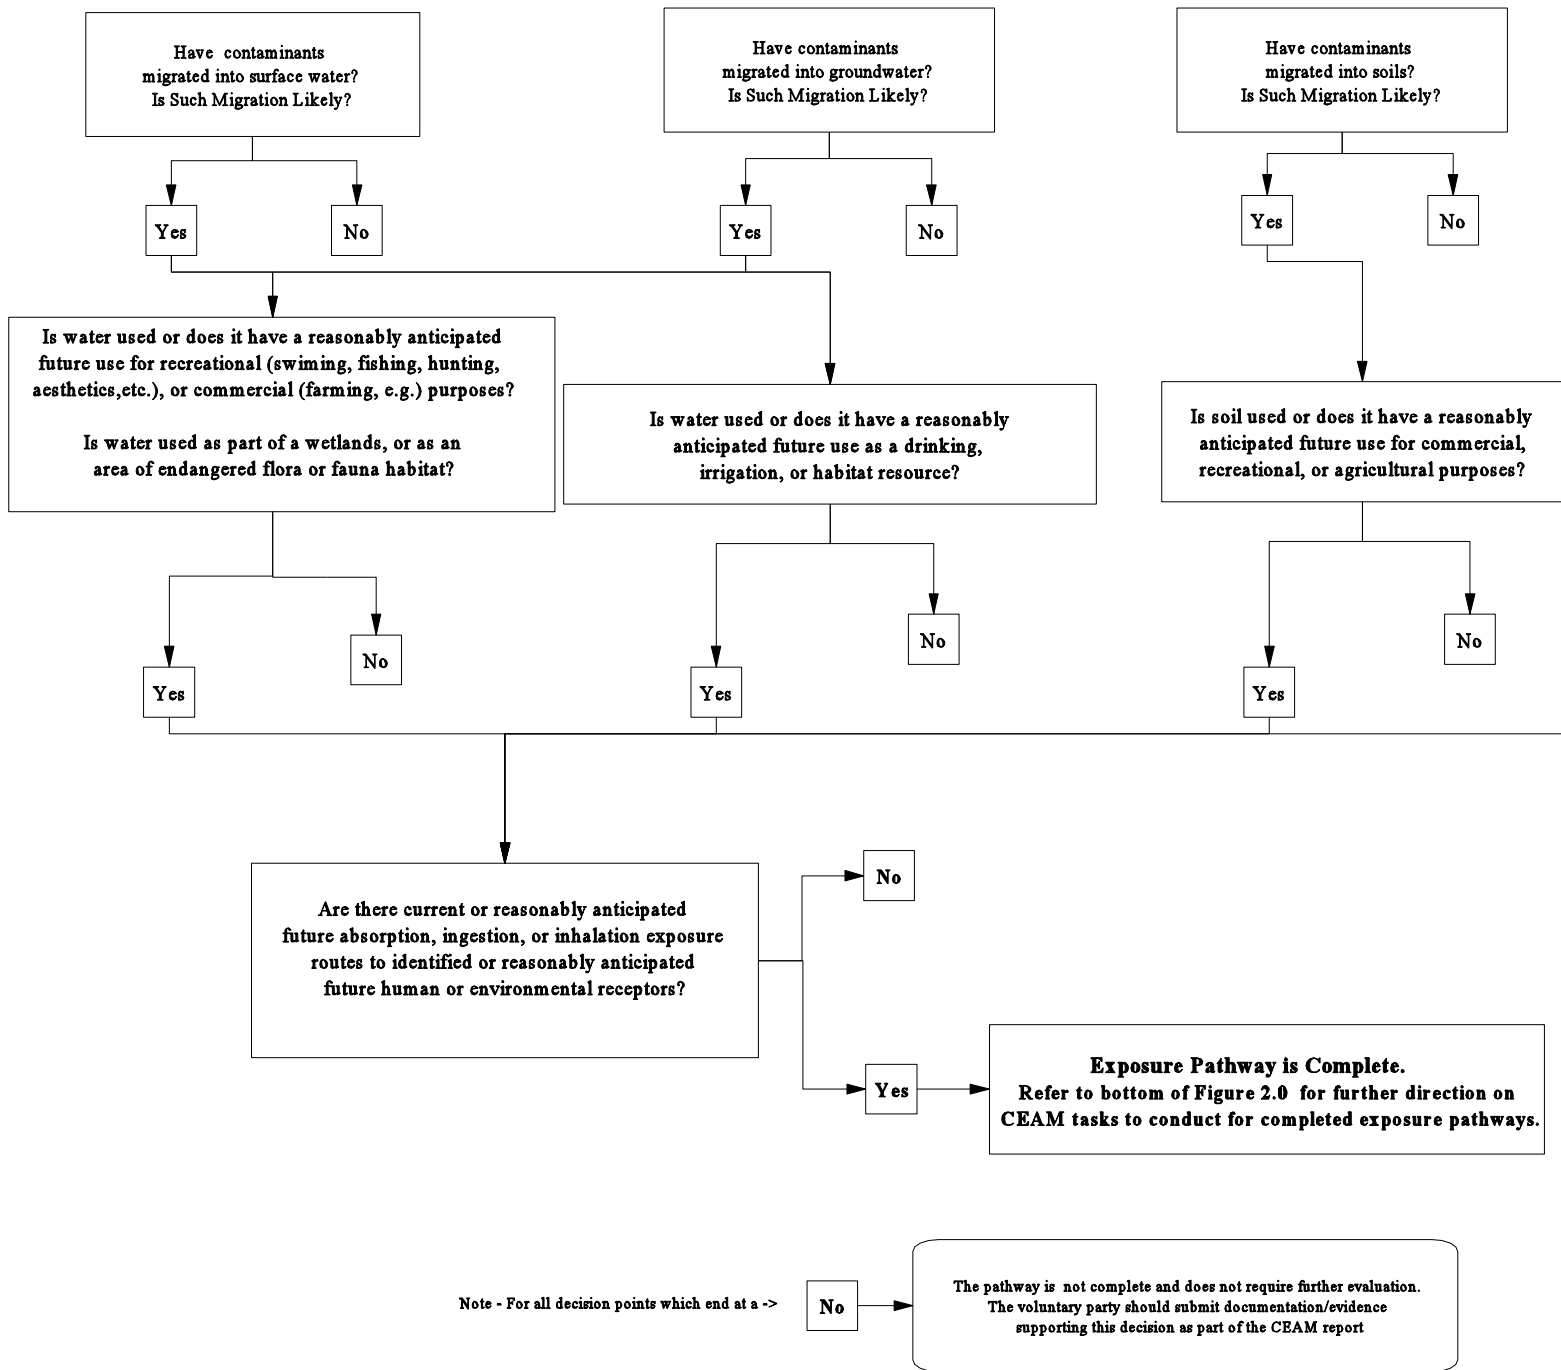 Have contaminants
migrated into surface water?
Is Such Migration Likely?
Have contaminants
migrated into groundwater?
Is Such Migration Likely?
Have contaminants
migrated into soils?
Is Such Migration Likely?
Yes
No
Yes
No
Yes
No
Is water used or does it have a reasonably anticipated
future use for recreational (swiming, fishing, hunting,
aesthetics,etc.), or commercial (farming, e.g.) purposes?
Is water used as part of a wetlands, or as an
area of endangered flora or fauna habitat?
Is water used or does it have a reasonably
anticipated future use as a drinking,
irrigation, or habitat resource?
Is soil used or does it have a reasonably
anticipated future use for commercial,
recreational, or agricultural purposes?
Yes
No
Yes
No
Yes
No
Are there current or reasonably anticipated
future absorption, ingestion, or inhalation exposure
routes to identified or reasonably anticipated
future human or environmental receptors?
No
Yes
Exposure Pathway is Complete.
Refer to bottom of Figure 2.0 for further direction on
CEAM tasks to conduct for completed exposure pathways.
Note - For all decision points which end at a ->
No
The pathway is not complete and does not require further evaluation.
The voluntary party should submit documentation/evidence
supporting this decision as part of the CEAM report